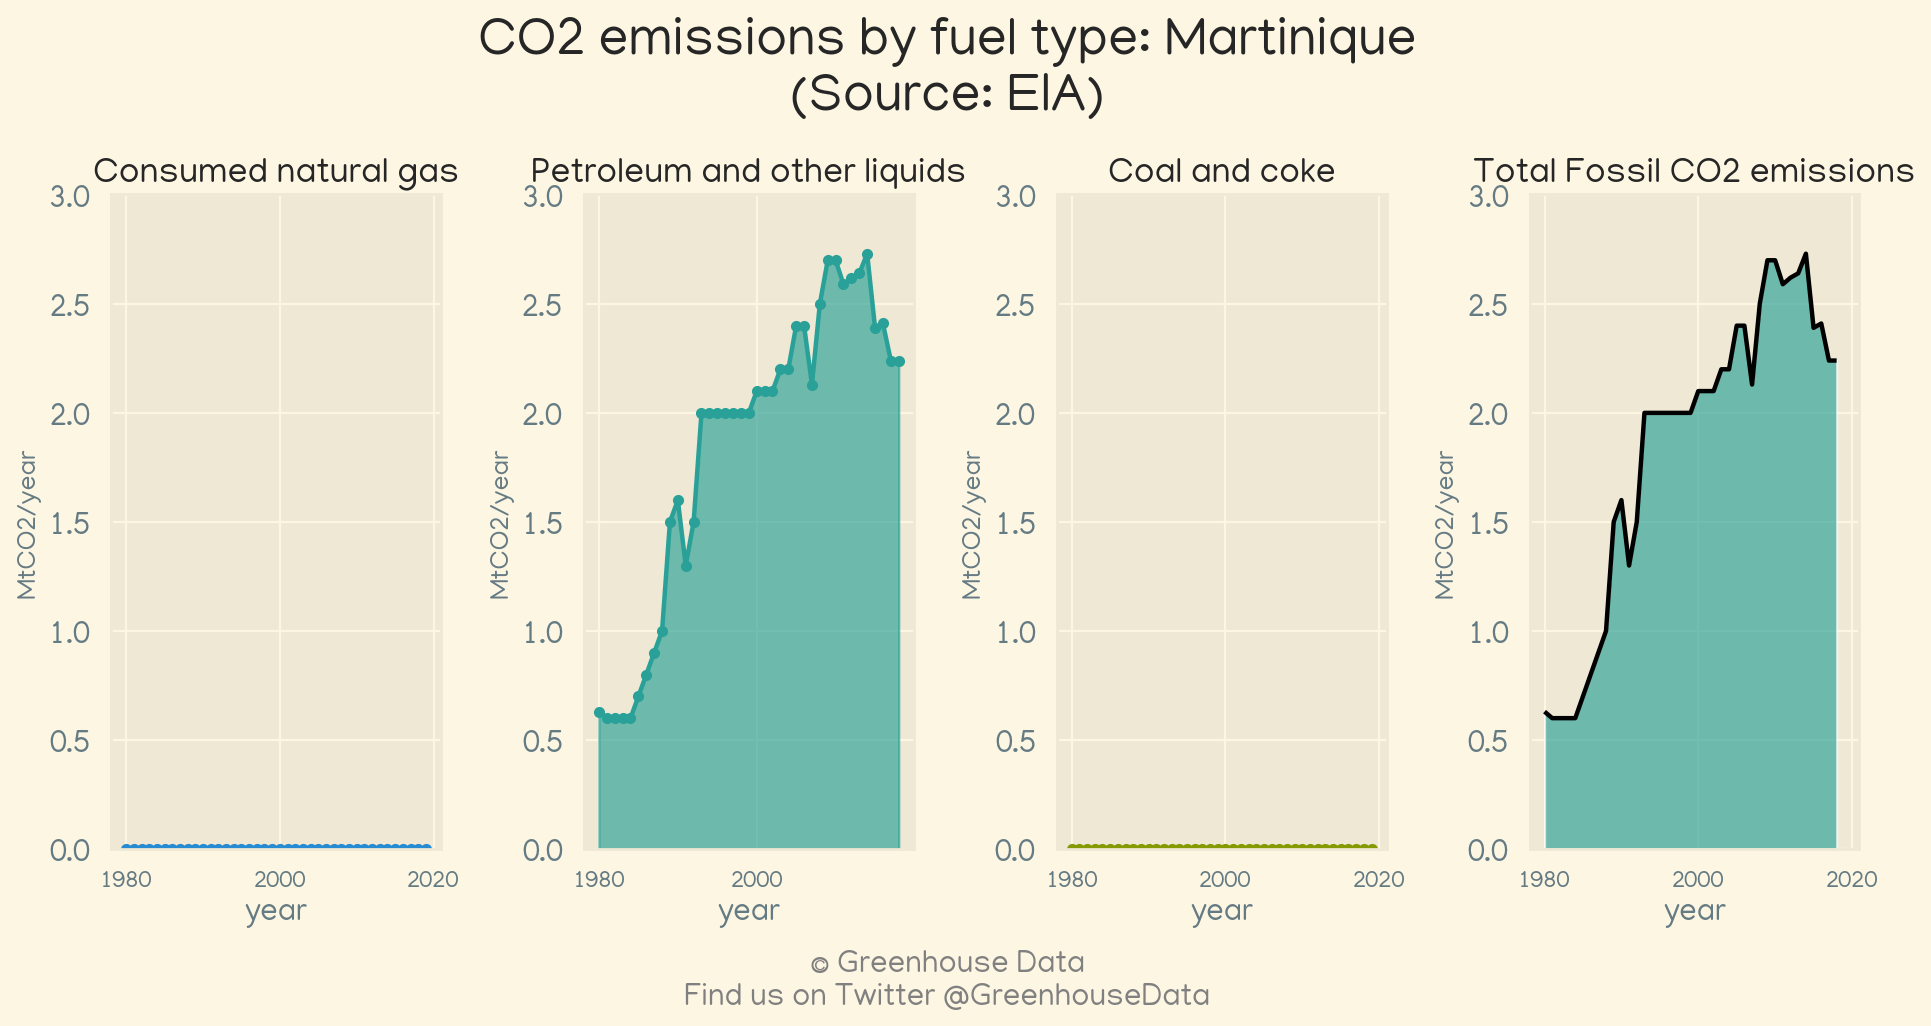 CO2 emissions by fuel type: Martinique
(Source: EIA)
Consumed natural gas
3.0
2.5
2.0
1.5
1.0
0.5
0.0
MtCO2/year
1980 2000 2020
year
Petroleum and other liquids
3.0
2.5
2.0
1.5
1.0
0.5
0.0
MtCO2/year
1980 2000
year
Coal and coke
3.0
2.5
2.0
1.5
1.0
0.5
0.0
MtCO2/year
1980 2000 2020
year
Total Fossil CO2 emissions
3.0
2.5
2.0
1.5
1.0
0.5
0.0
MtCO2/year
1980 2000 2020
year
© Greenhouse Data
Find us on Twitter @GreenhouseData